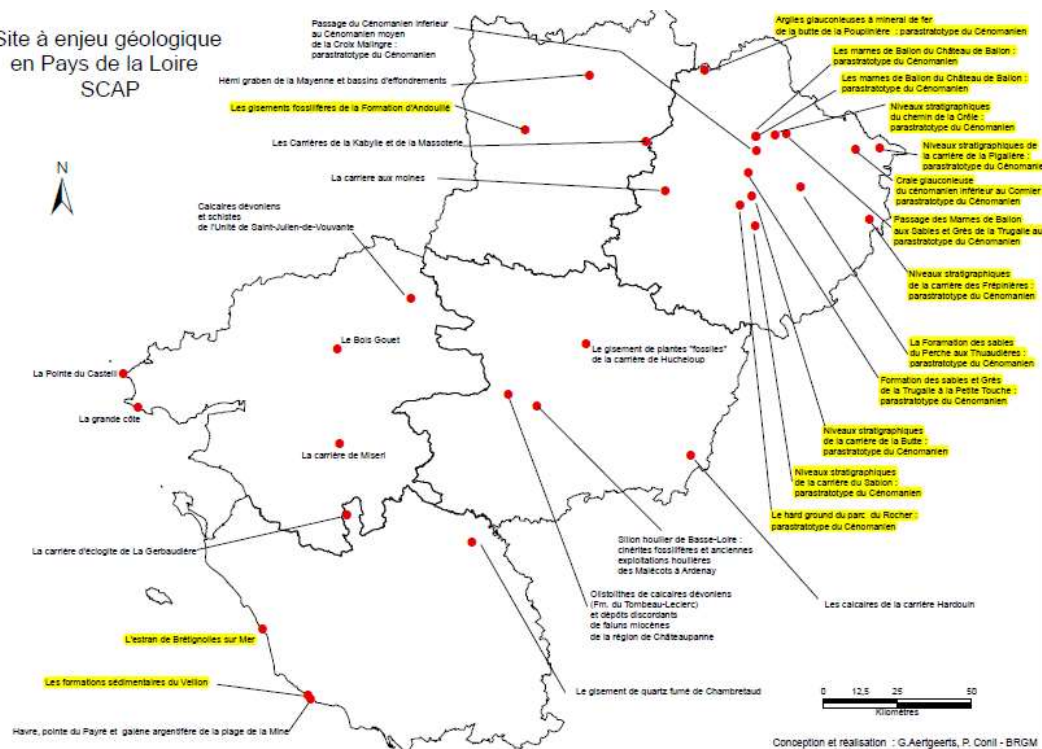 Site à enjeu géologique
en Pays de la Loire
SCAP
N
Passage du Cénomanien inférieur
au Cénomanien moyen
de la Croix Malingre :
parastratotype du Cénomanien
Hémi graben de la Mayenne et bassins d'effondrements
Les gisements fossilifères de la Formation d'Andouillé
Les Carrières de la Kabylie et de la Massoterie
La carrière aux moines
Calcaires dévoniens
et schistes
de l'Unité de Saint-Julien-de-Vouvante
Argiles glauconieuses à mineral de fer
de la butte de la Pouplinière : parastratotype du Cénomanien
Les marnes de Ballon du Château de Ballon :
parastratotype du Cénomanien
Les marnes de Ballon du Château de Ballon :
parastratotype du Cénomanien
Niveaux stratigraphiques
du chemin de la Crôle :
parastratotype du Cénomanien
Niveaux stratigraphiques de
la carrière de la Pigalière :
parastratotype du Cénomanien
Craie glauconieuse
du cénomanien inférieur au Cornier
parastratotype du Cénomanien
Passage des Marnes de Ballon
aux Sables et Grès de la Trugalle au
parastratotype du Cénomanien
Niveaux stratigraphiques
de la carrière des Frépinières :
parastratotype du Cénomanien
La Foramation des sables
du Perche aux Thuaudières :
parastratotype du Cénomanien
Formation des sables et Grès
de la Trugalle à la Petite Touche :
parastratotype du Cénomanien
Niveaux stratigraphiques
de la carrière de la Butte :
parastratotype du Cénomanien
Niveaux stratigraphiques
de la carrière du Sablon :
parastratotype du Cénomanien
Le hard ground du parc du Rocher :
parastratotype du Cénomanien
Le Bois Gouet
Le gisement de plantes "fossiles"
de la carrière de Hucheloup
La Pointe du Castelli
La grande côte
La carrière de Miseri
La carrière d'éclogite de La Gerbaudière
Sillon houiller de Basse-Loire :
cinérites fossilifères et anciennes
exploitations houillères
des Malécots à Ardenay
Olistolithes de calcaires dévoniens
(Fm. du Tombeau-Leclerc)
et dépôts discordants
de faluns miocènes
de la région de Châteaupanne
Les calcaires de la carrière Hardouin
L'estran de Brétignolles sur Mer
Les formations sédimentaires du Veillon
Le gisement de quartz fumé de Chambretaud
Havre, pointe du Payré et galène argentifère de la plage de la Mine
0 12,5 25 50
Kilomètres
Conception et réalisation : G.Aertgeerts, P. Conil - BRGM